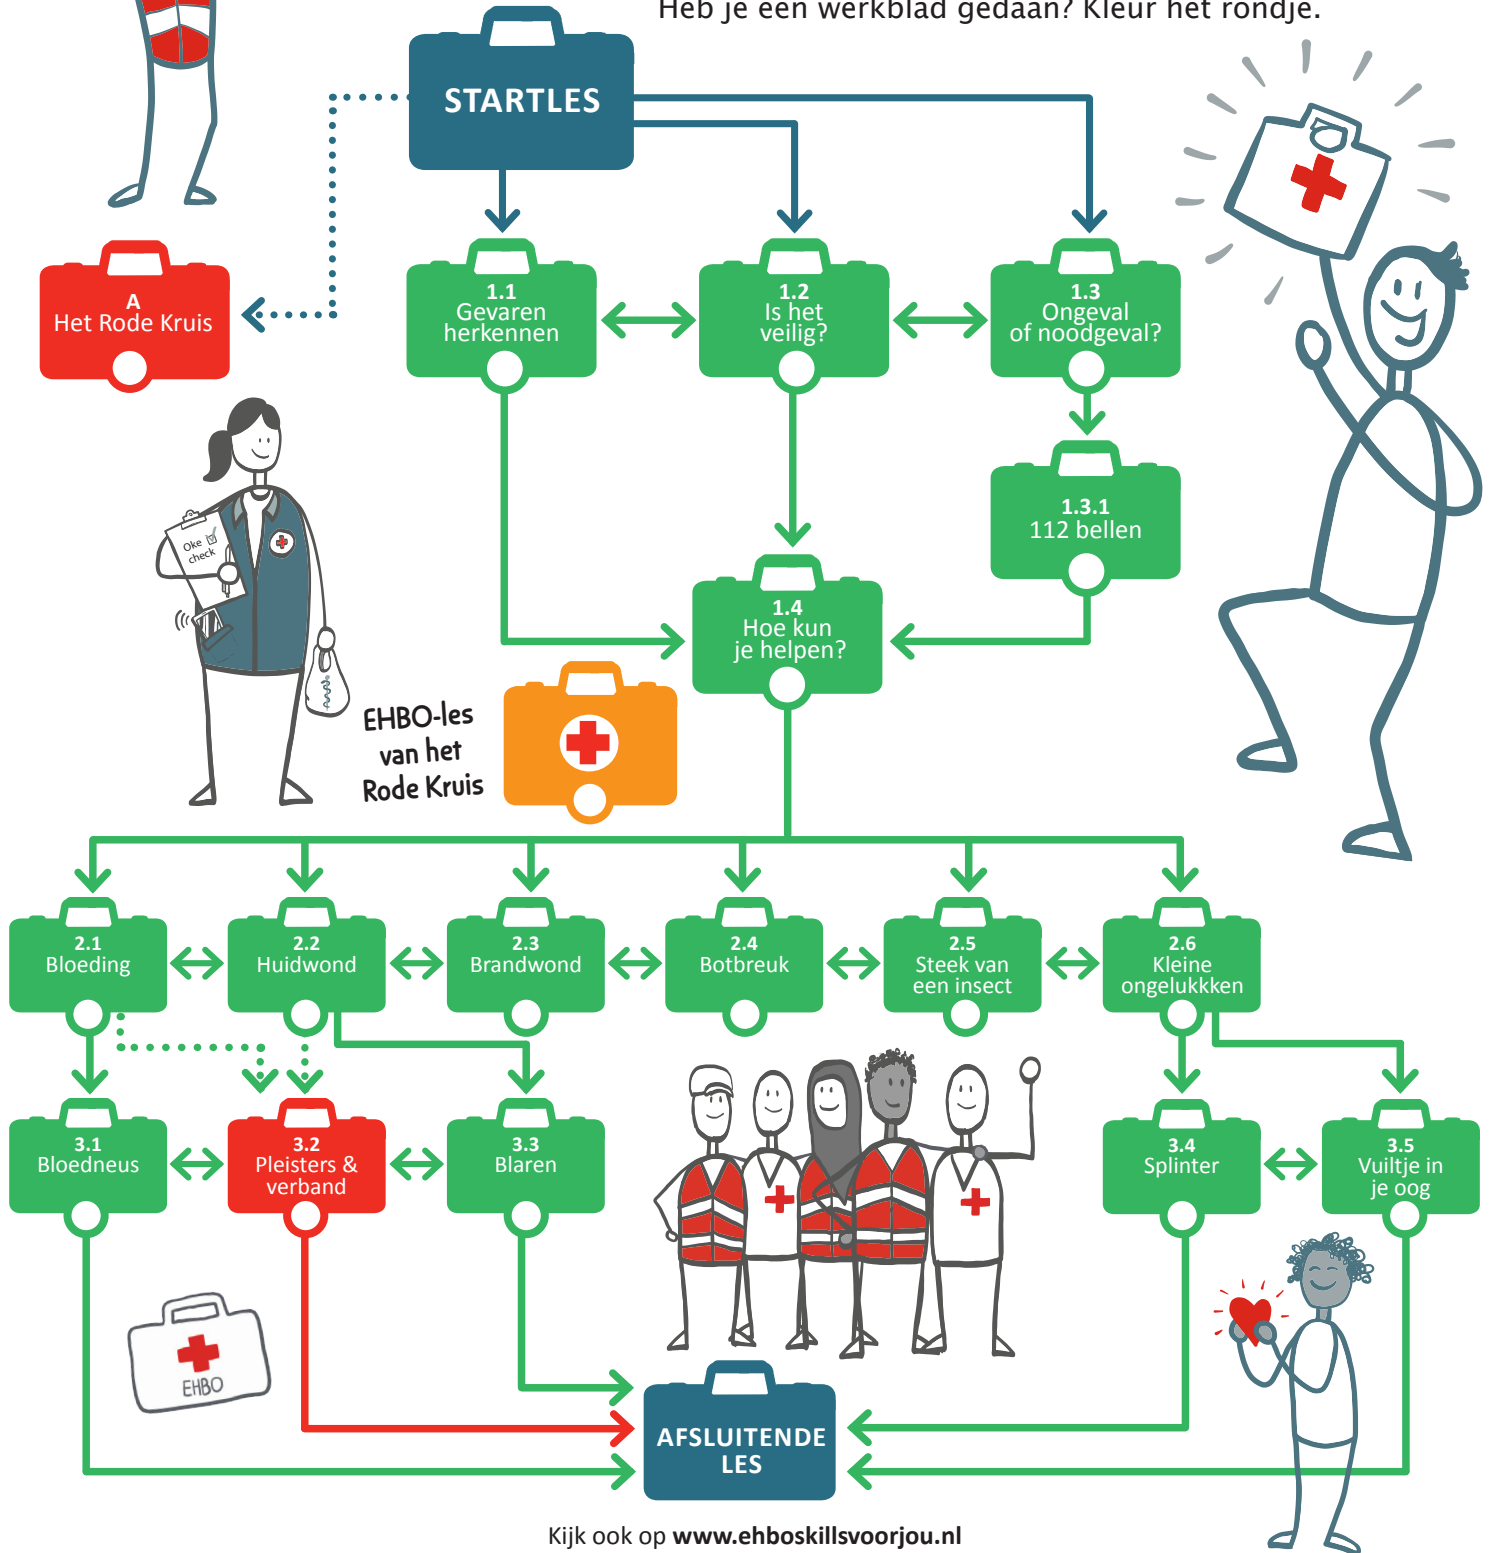 Heb je een werkblad gedaan? Kleur het rondje.
STARTLES
A
Het Rode Kruis
1.1
Gevaren
herkennen
1.2
Is het
veilig?
1.3
Ongeval
of noodgeval?
Oke
check
1.3.1
112 bellen
1.4
Hoe kun
je helpen?
EHBO-les
van het
Rode Kruis
2.1
Bloeding
2.2
Huidwond
2.3
Brandwond
2.4
Botbreuk
2.5
Steek van
een insect
2.6
Kleine
ongelukkken
3.1
Bloedneus
3.2
Pleisters &
verband
3.3
Blaren
3.4
Splinter
3.5
Vuiltje in
je oog
EHBO
AFSLUITENDE
LES
Kijk ook op www.ehboskillsvoorjou.nl